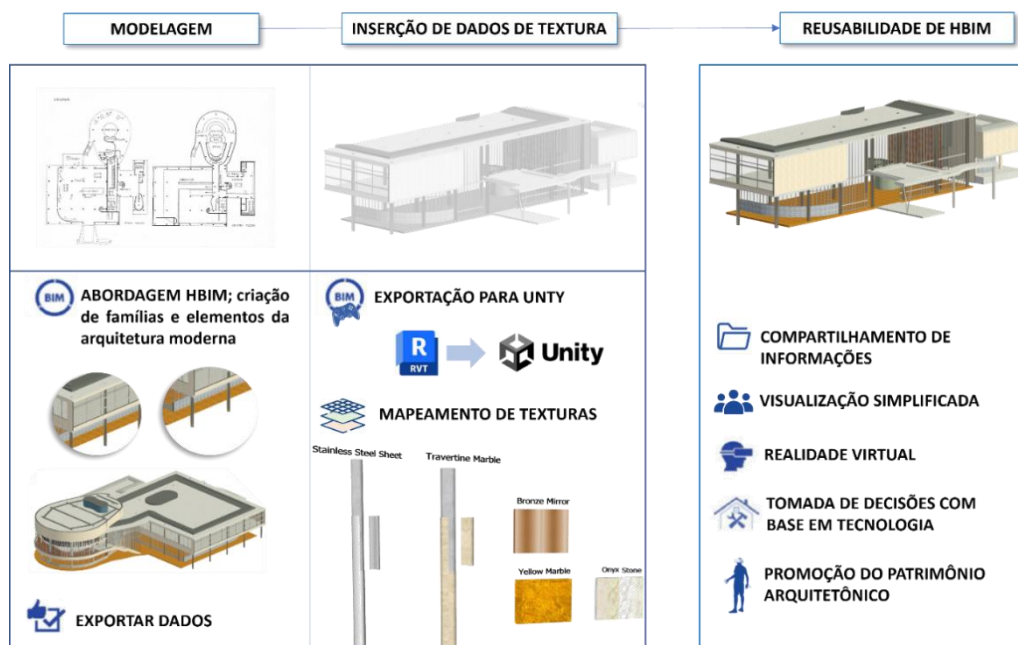 MODELAGEM
INSERÇÃO DE DADOS DE TEXTURA
REUSABILIDADE DE HBIM
BIM
ABORDAGEM HBIM; criação
de famílias e elementos da
arquitetura moderna
EXPORTAR DADOS
BIM
EXPORTAÇÃO PARA UNTY
R
RVT
Unity
MAPEAMENTO DE TEXTURAS
Stainless Steel Sheet
Travertine Marble
Bronze Mirror
Yellow Marble
Onyx Stone
COMPARTILHAMENTO DE
INFORMAÇÕES
VISUALIZAÇÃO SIMPLIFICADA
REALIDADE VIRTUAL
TOMADA DE DECISÕES COM
BASE EM TECNOLOGIA
PROMOÇÃO DO PATRIMÔNIO
ARQUITETÔNICO